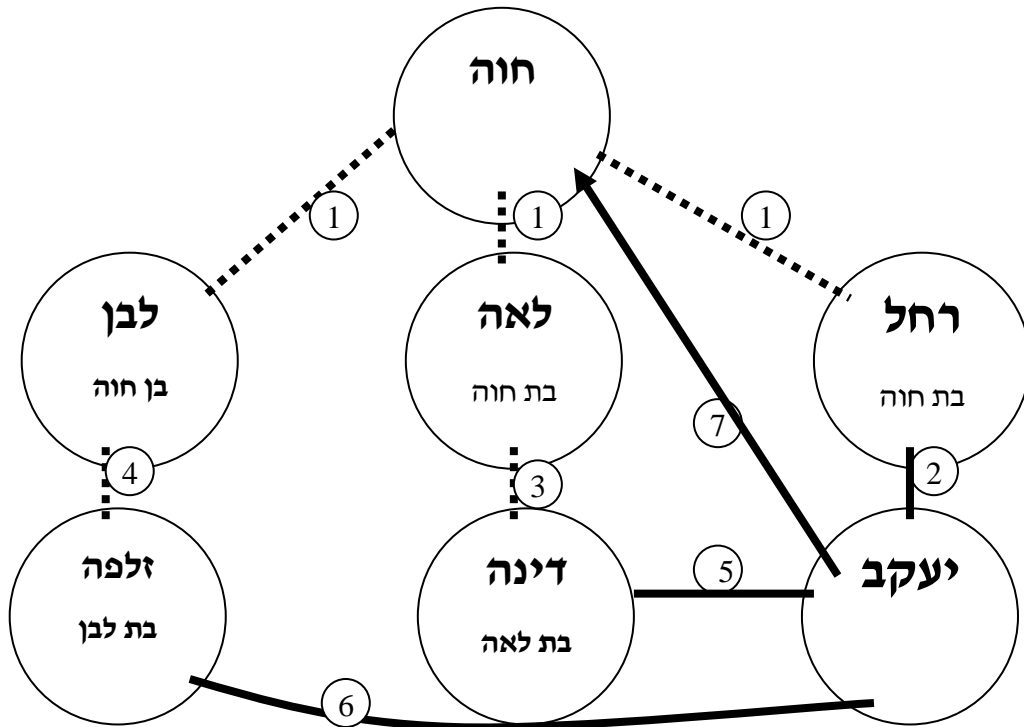 חוה
1
1
1
לבן
בן חוה
לאה
בת חוה
רחל
בת חוה
7
4
3
2
זלפה
בת לבן
דינה
בת לאה
5
יעקב
6